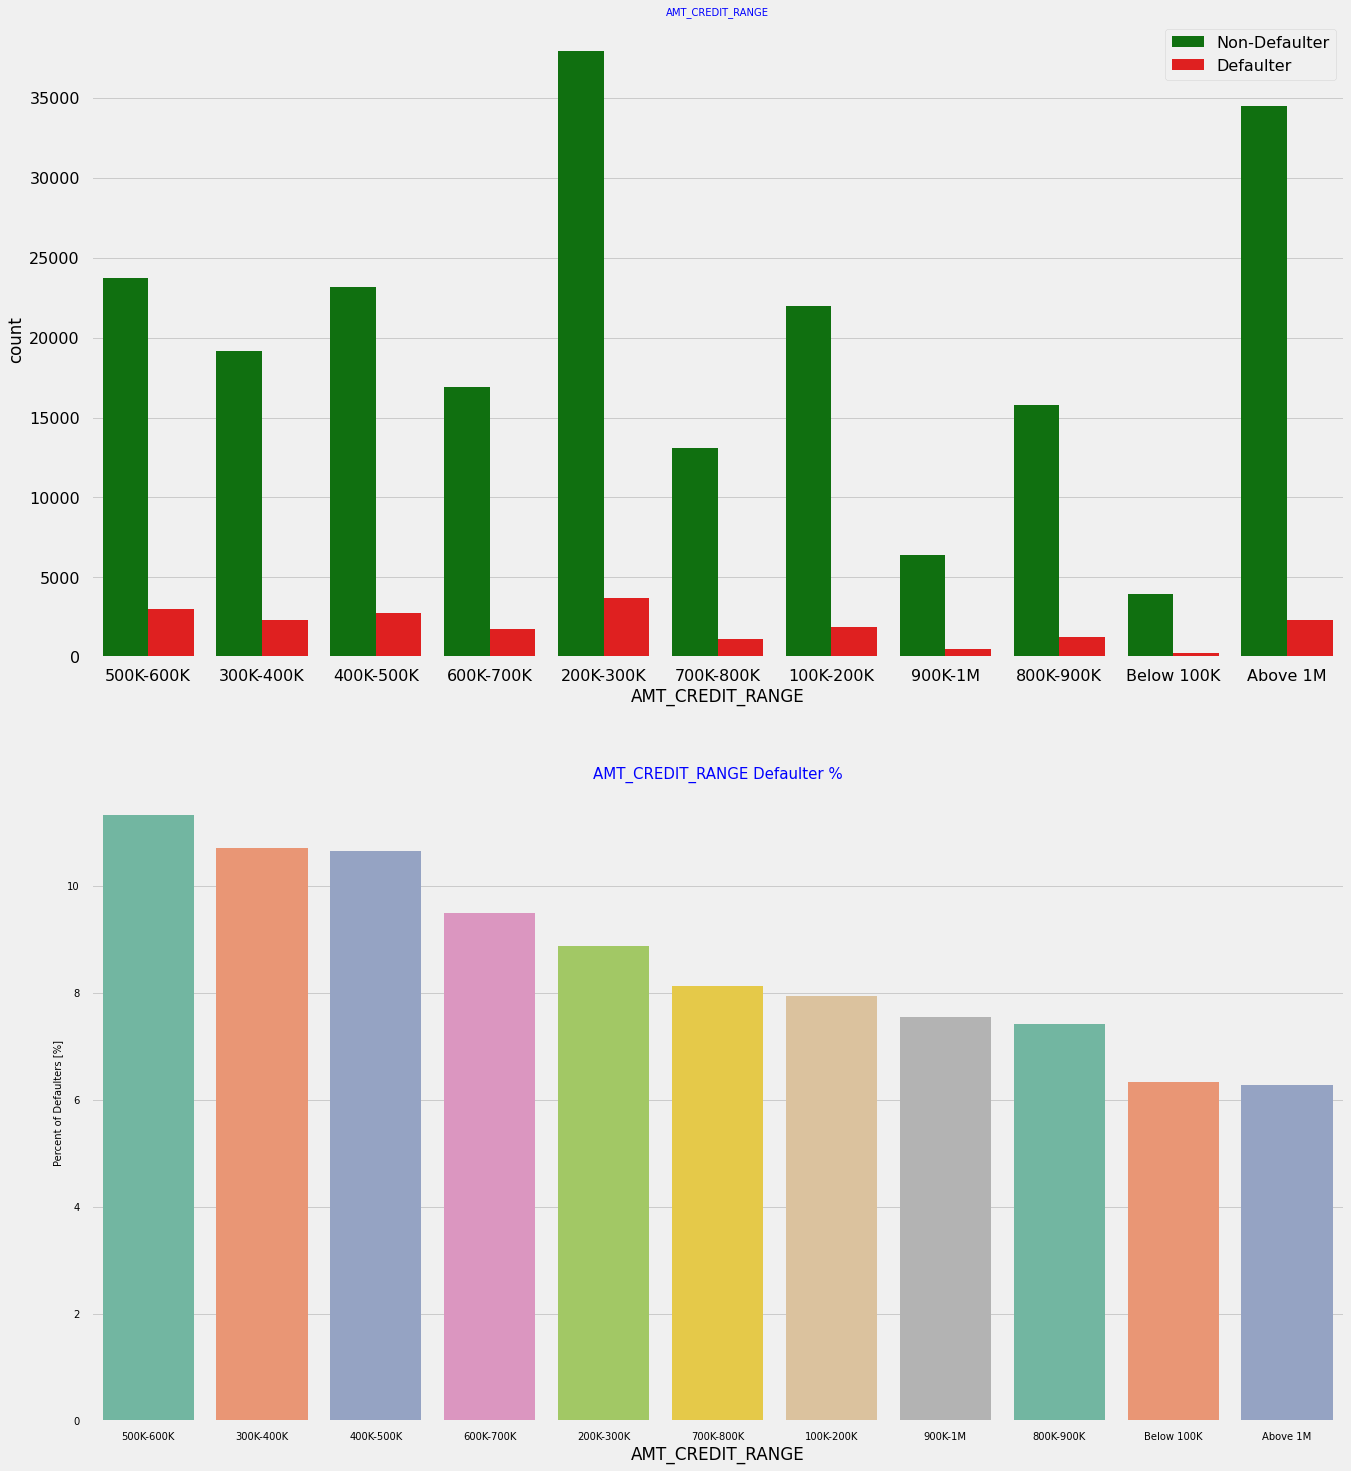 AMT_CREDIT_RANGE
Non-Defaulter
Defaulter
35000
30000
25000
20000
15000
10000
5000
0
count
500K-600K 300K-400K 400K-500K 600K-700K 200K-300K 700K-800K 100K-200K 900K-1M 800K-900K Below 100K Above 1M
AMT_CREDIT_RANGE
AMT_CREDIT_RANGE Defaulter %
10
8
6
4
2
0
Percent of Defaulters [%]
500K-600K 300K-400K 400K-500K 600K-700K 200K-300K 700K-800K 100K-200K 900K-1M 800K-900K Below 100K Above 1M
AMT_CREDIT_RANGE